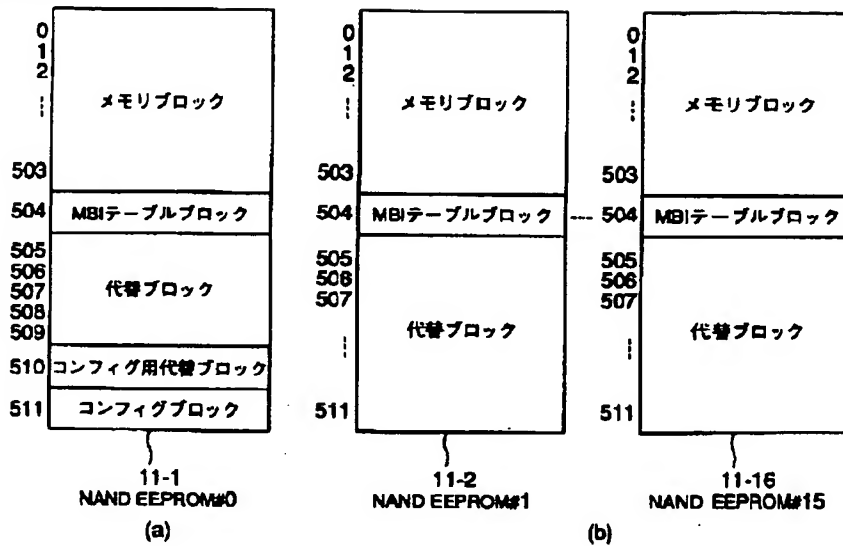 0
1
2
⋮
503
504
505
506
507
508
509
510
511
メモリブロック
MBIテーブルブロック
代替ブロック
コンフィグ用代替ブロック
コンフィグブロック
11-1
NAND EEPROM#0
(a)
0
1
2
⋮
503
504
505
506
507
⋮
511
メモリブロック
MBIテーブルブロック
代替ブロック
11-2
NAND EEPROM#1
0
1
2
⋮
503
504
505
506
507
⋮
511
メモリブロック
MBIテーブルブロック
代替ブロック
11-16
NAND EEPROM#15
(b)